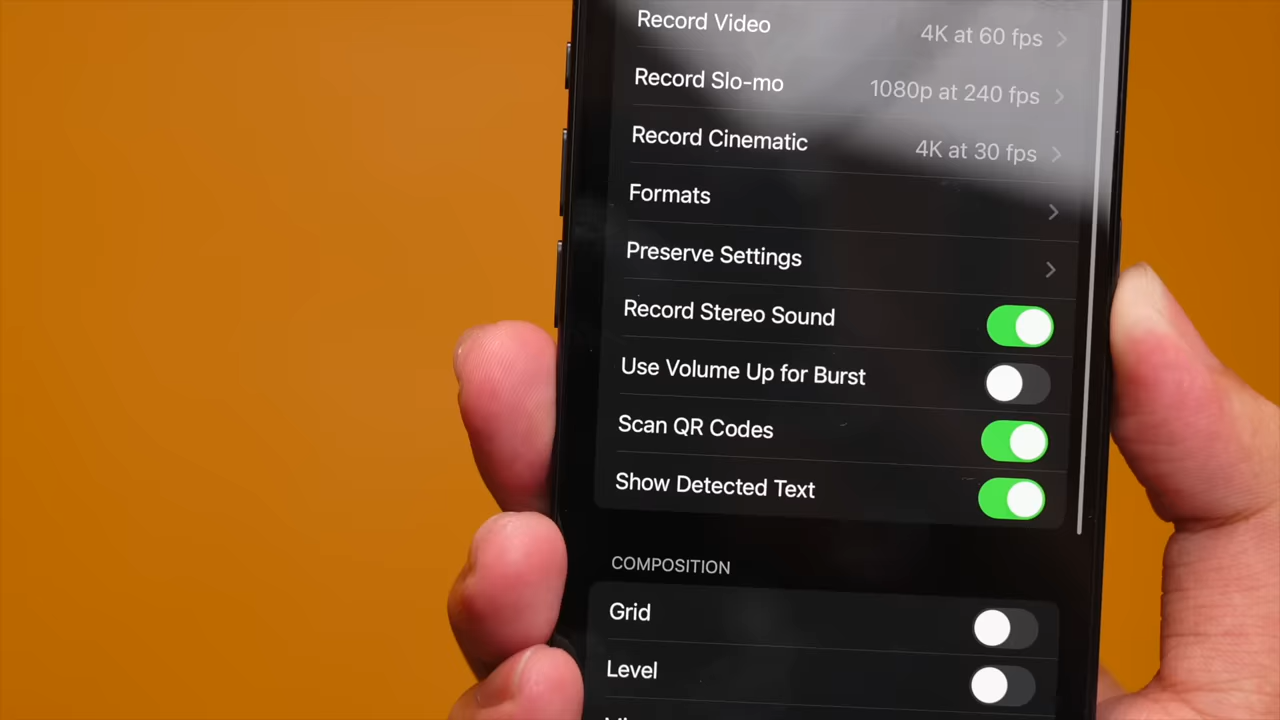 Record Video 4K at 60 fps
Record Slo-mo 1080p at 240 fps
Record Cinematic 4K at 30 fps
Formats
Preserve Settings
Record Stereo Sound
Use Volume Up for Burst
Scan QR Codes
Show Detected Text
COMPOSITION
Grid
Level